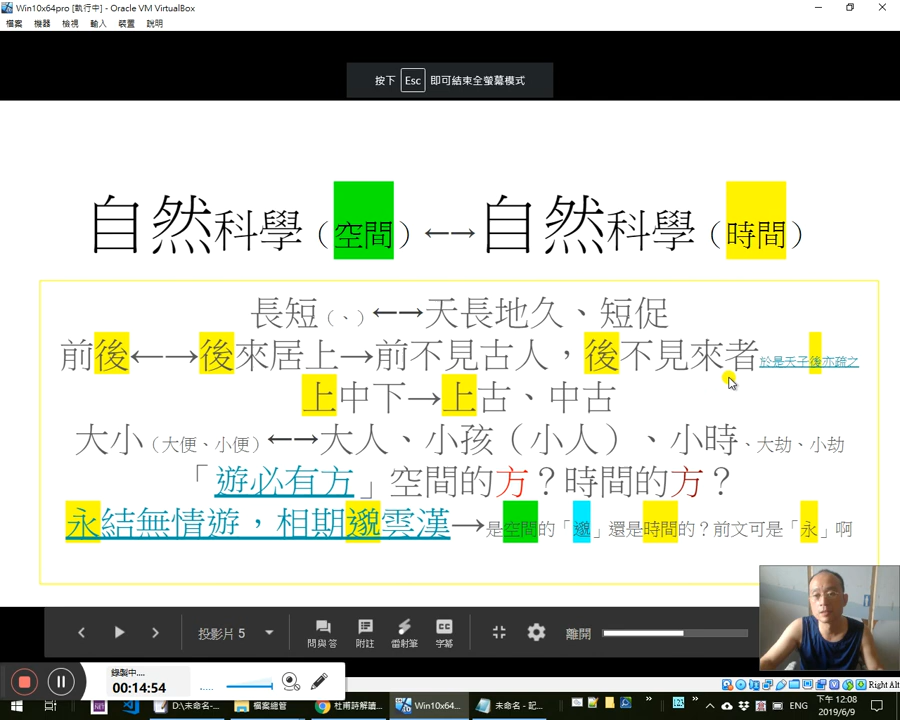 Win10x64pro [執行中] - Oracle VM VirtualBox
檔案 機器 檢視 輸入 裝置 說明
按下 Esc 即可結束全螢幕模式
自然科學（空間）←→自然科學（時間）
長短（、）←→天長地久、短促
前後←→後來居上→前不見古人，後不見來者於是天子後亦疏之
上中下→上古、中古
大小（大便、小便）←→大人、小孩（小人）、小時、大劫、小劫
「遊必有方」空間的方？時間的方？
永結無情遊，相期邈雲漢→是空間的「邈」還是時間的？前文可是「永」啊
投影片 5
問與答 附註 雷射筆 字幕 離開
錄製中....
00:14:54
Right Alt
D:\未命名-... 檔案總管 杜甫詩解讀... Win10x64... 未命名 - 記... ENG
下午 12:08
2019/6/9